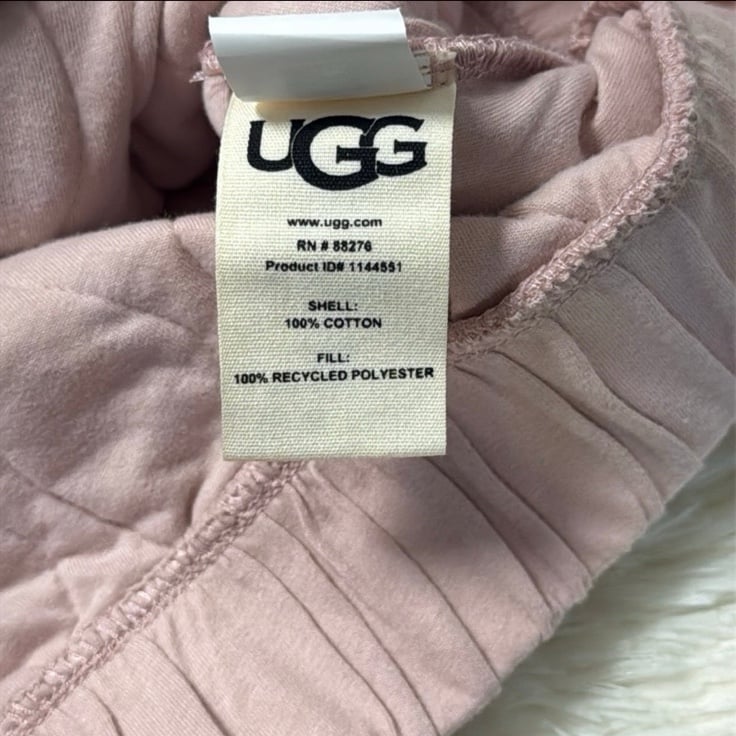 UGG
www.ugg.com
RN # 88276
Product ID# 1144551
SHELL:
100% COTTON
FILL:
100% RECYCLED POLYESTER